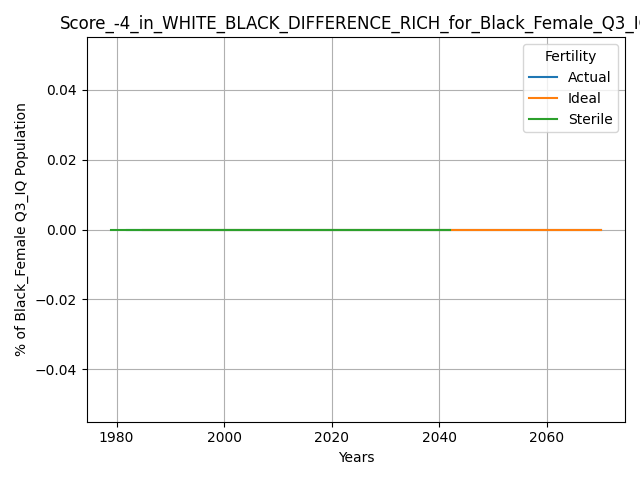 Score_-4_in_WHITE_BLACK_DIFFERENCE_RICH_for_Black_Female_Q3_I
Fertility
Actual
Ideal
Sterile
% of Black_Female Q3_IQ Population
0.04
0.02
0.00
−0.02
−0.04
1980 2000 2020 2040 2060
Years